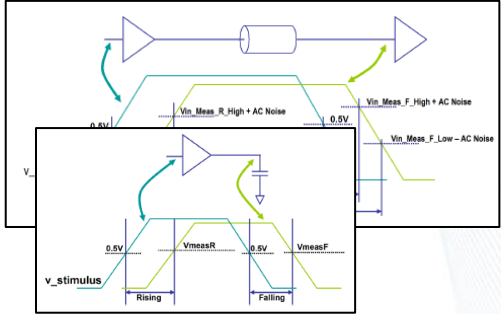 Vin_Meas_R_High + AC Noise
Vin_Meas_F_High + AC Noise
0.5V
0.5V
Vin_Meas_F_Low – AC Noise
V_
0.5V
VmeasR
0.5V
VmeasF
v_stimulus
Rising
Falling